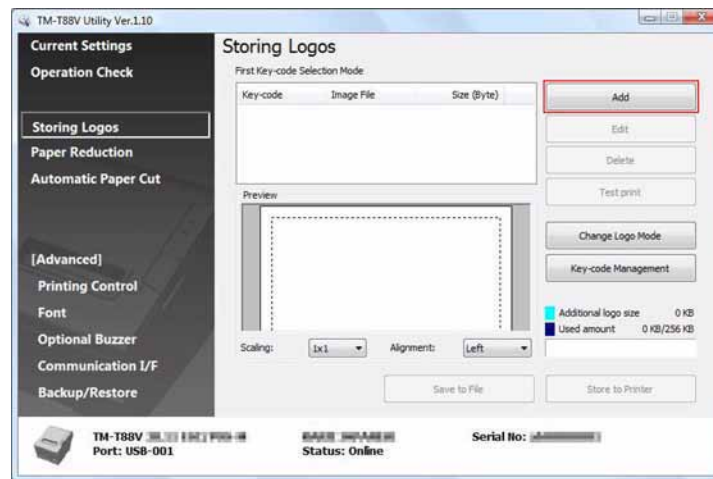 TM-T88V Utility Ver.1.10
Current Settings
Operation Check
Storing Logos
Paper Reduction
Automatic Paper Cut
[Advanced]
Printing Control
Font
Optional Buzzer
Communication I/F
Backup/Restore
Storing Logos
First Key-code Selection Mode
Key-code Image File Size (Byte)
Add
Edit
Delete
Test print
Preview
Change Logo Mode
Key-code Management
Additional logo size 0 KB
Used amount 0 KB/256 KB
Scaling: 1x1 Alignment: Left
Save to File
Store to Printer
TM-T88V
Port: USB-001
Status: Online
Serial No: